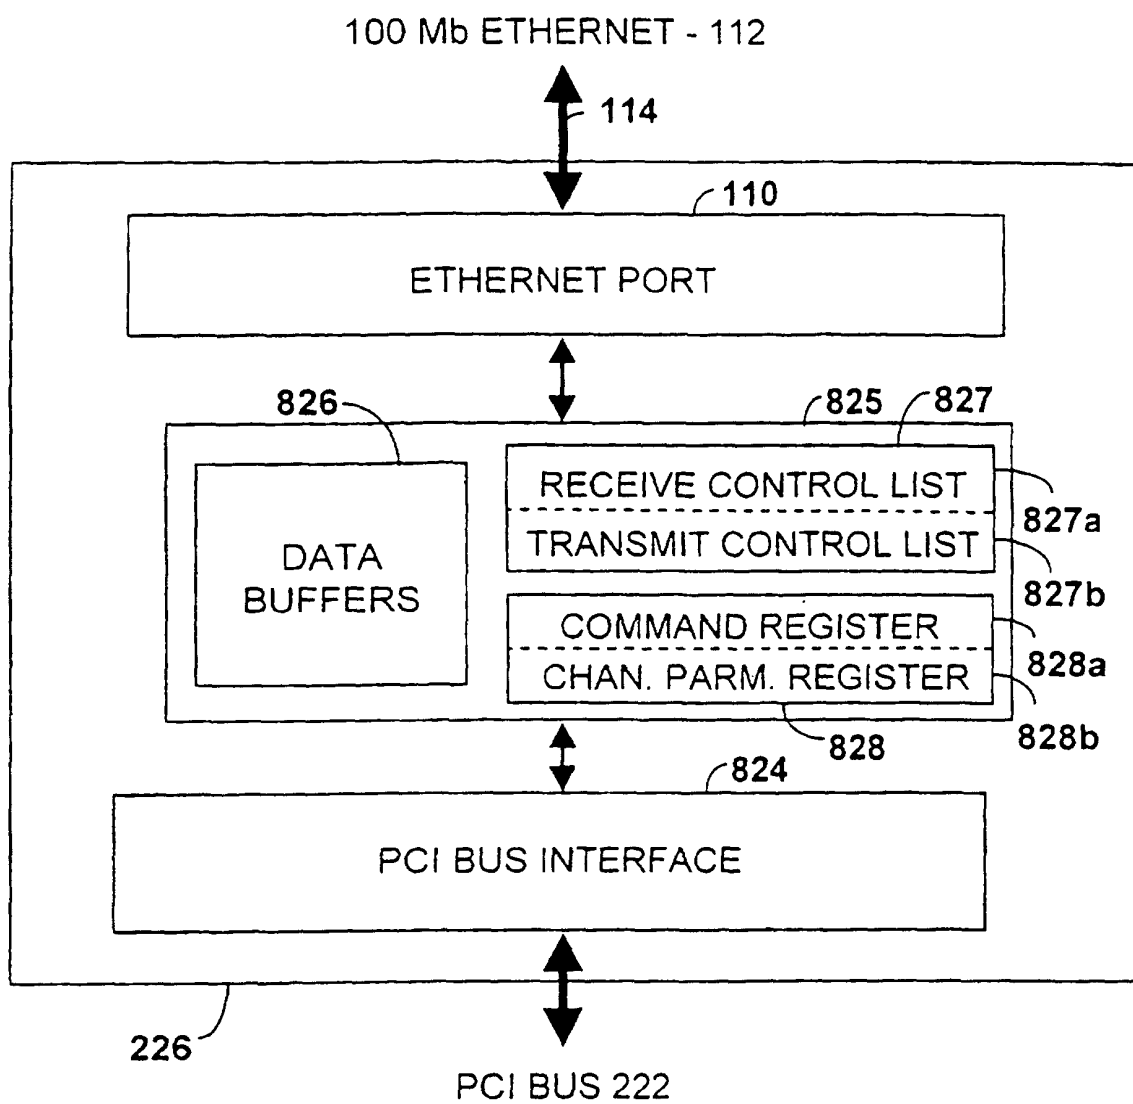 100 Mb ETHERNET - 112
114
110
ETHERNET PORT
826
825
827
DATA
BUFFERS
RECEIVE CONTROL LIST
827a
TRANSMIT CONTROL LIST
827b
COMMAND REGISTER
828a
CHAN. PARM. REGISTER
828b
828
824
PCI BUS INTERFACE
226
PCI BUS 222